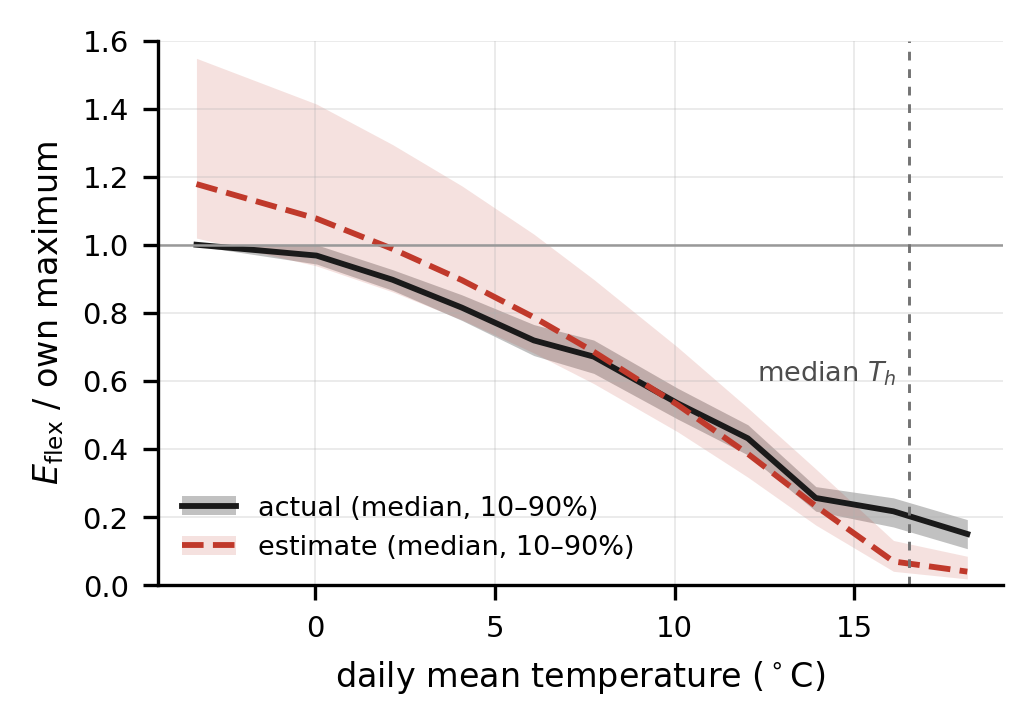 1.6
1.4
1.2
1.0
0.8
0.6
0.4
0.2
0.0
E_flex / own maximum
median T_h
actual (median, 10–90%)
estimate (median, 10–90%)
0 5 10 15
daily mean temperature (°C)